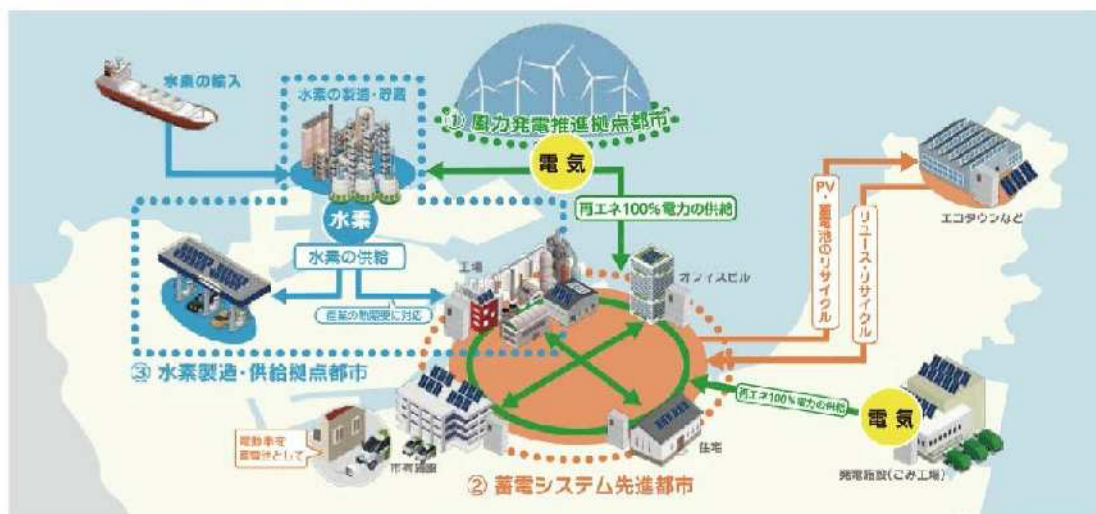 水素の輸入
水素の製造・貯蔵
① 風力発電推進拠点都市
電気
再エネ100%電力の供給
水素
水素の供給
産業の熱需要に対応
③ 水素製造・供給拠点都市
工場
オフィスビル
PV・蓄電池のリサイクル
リユース・リサイクル
エコタウンなど
再エネ100%電力の供給
電気
発電施設(ごみ工場)
電動車を
蓄電池として
市有施設
住宅
② 蓄電システム先進都市